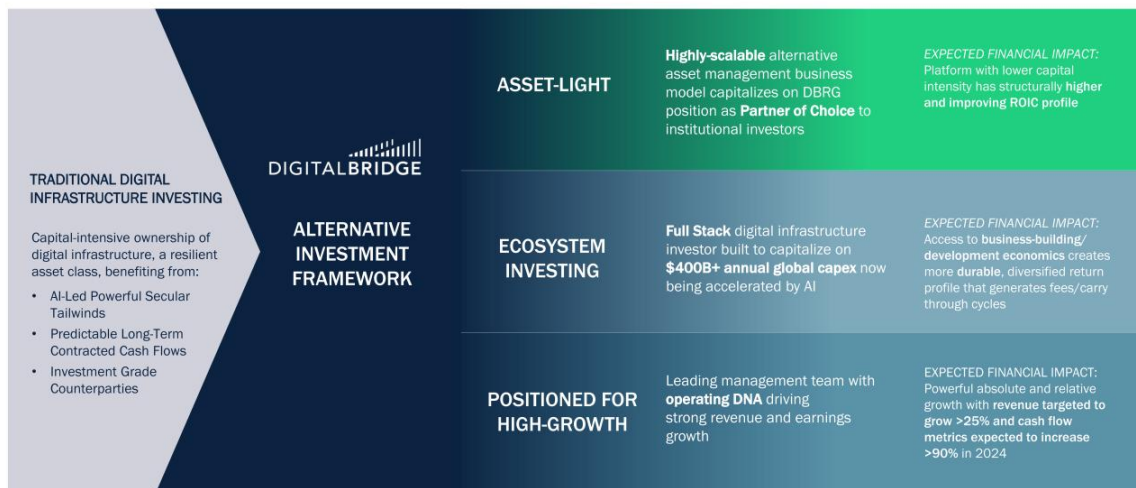 TRADITIONAL DIGITAL
INFRASTRUCTURE INVESTING
Capital-intensive ownership of
digital infrastructure, a resilient
asset class, benefiting from:
• AI-Led Powerful Secular
Tailwinds
• Predictable Long-Term
Contracted Cash Flows
• Investment Grade
Counterparties
DIGITALBRIDGE
ALTERNATIVE
INVESTMENT
FRAMEWORK
ASSET-LIGHT
Highly-scalable alternative
asset management business
model capitalizes on DBRG
position as Partner of Choice to
institutional investors
EXPECTED FINANCIAL IMPACT:
Platform with lower capital
intensity has structurally higher
and improving ROIC profile
ECOSYSTEM
INVESTING
Full Stack digital infrastructure
investor built to capitalize on
$400B+ annual global capex now
being accelerated by AI
EXPECTED FINANCIAL IMPACT:
Access to business-building/
development economics creates
more durable, diversified return
profile that generates fees/carry
through cycles
POSITIONED FOR
HIGH-GROWTH
Leading management team with
operating DNA driving
strong revenue and earnings
growth
EXPECTED FINANCIAL IMPACT:
Powerful absolute and relative
growth with revenue targeted to
grow >25% and cash flow
metrics expected to increase
>90% in 2024